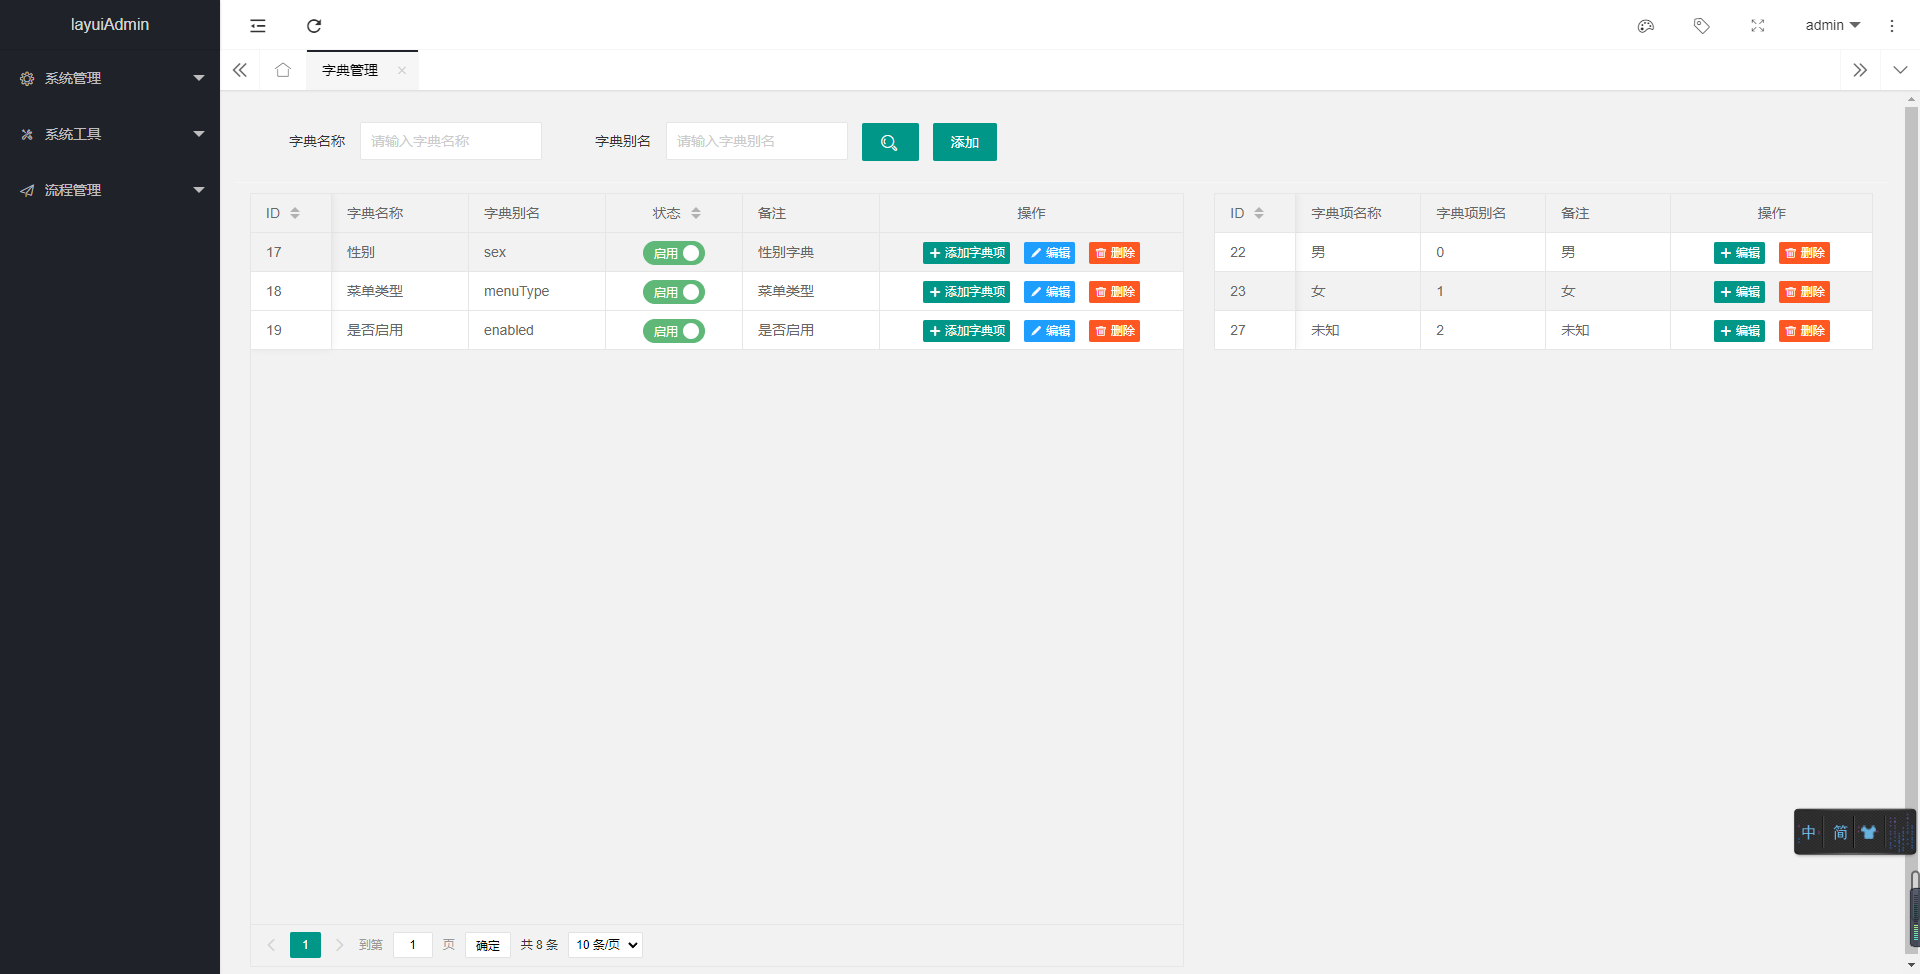 layuiAdmin
admin
系统管理
系统工具
流程管理
字典管理
字典名称 请输入字典名称 字典别名 请输入字典别名 添加
ID 字典名称 字典别名 状态 备注 操作
17 性别 sex 启用 性别字典 添加字典项 编辑 删除
18 菜单类型 menuType 启用 菜单类型 添加字典项 编辑 删除
19 是否启用 enabled 启用 是否启用 添加字典项 编辑 删除
ID 字典项名称 字典项别名 备注 操作
22 男 0 男 编辑 删除
23 女 1 女 编辑 删除
27 未知 2 未知 编辑 删除
中 简
1 到第 1 页 确定 共 8 条 10 条/页